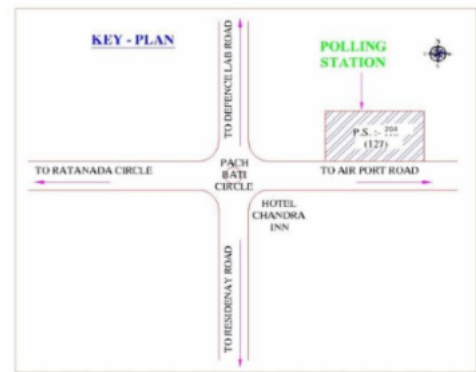 KEY - PLAN
TO DEFENCE LAB ROAD
POLLING
STATION
P.S. :- 204
(127)
TO RATANADA CIRCLE
PACH
BATI
CIRCLE
TO AIR PORT ROAD
HOTEL
CHANDRA
INN
TO RESIDENAY ROAD